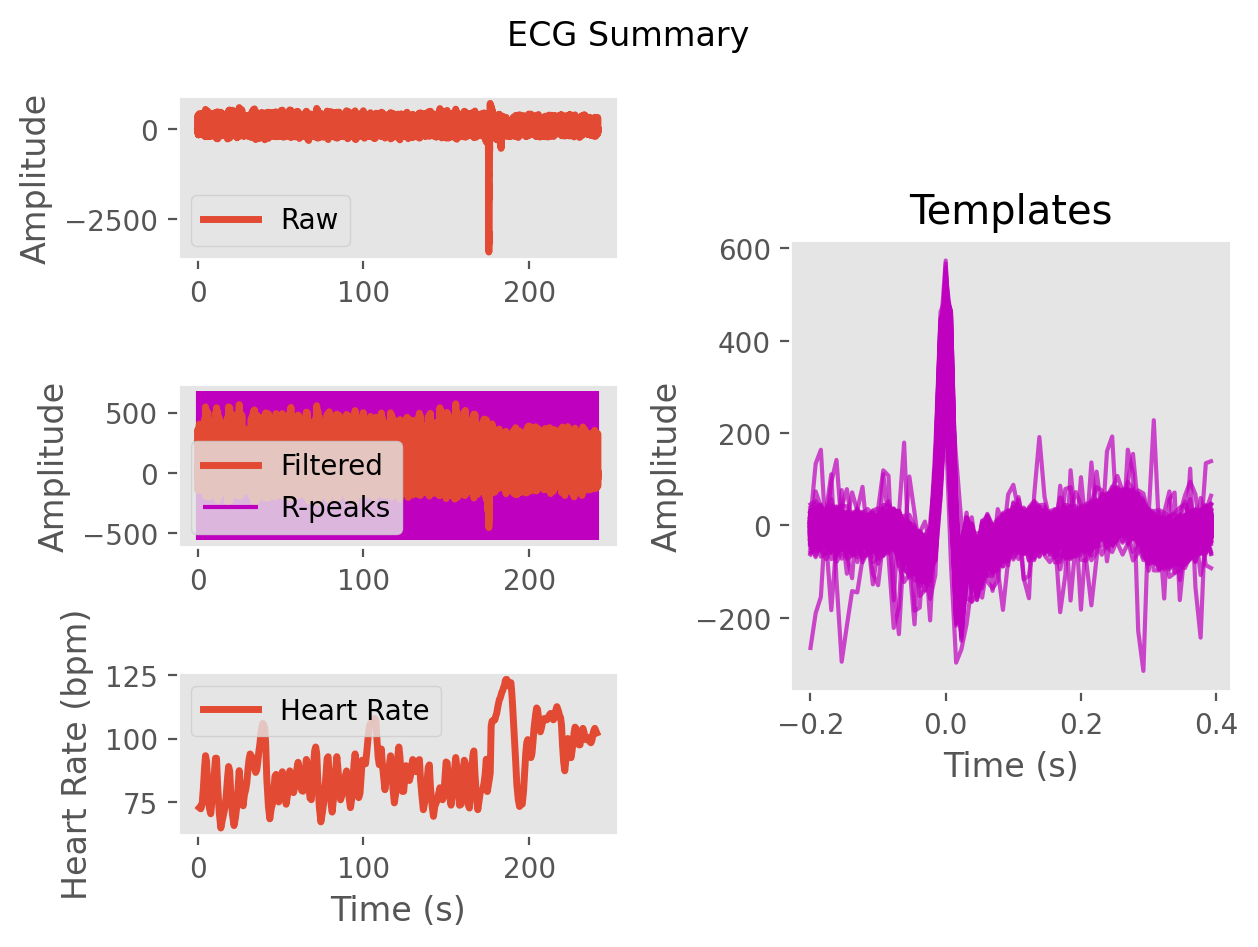 ECG Summary
Amplitude
0
−2500
Raw
0
100
200
Amplitude
500
0
−500
Filtered
R-peaks
0
100
200
Heart Rate (bpm)
125
100
75
Heart Rate
0
100
200
Time (s)
Templates
Amplitude
600
400
200
0
−200
−0.2
0.0
0.2
0.4
Time (s)